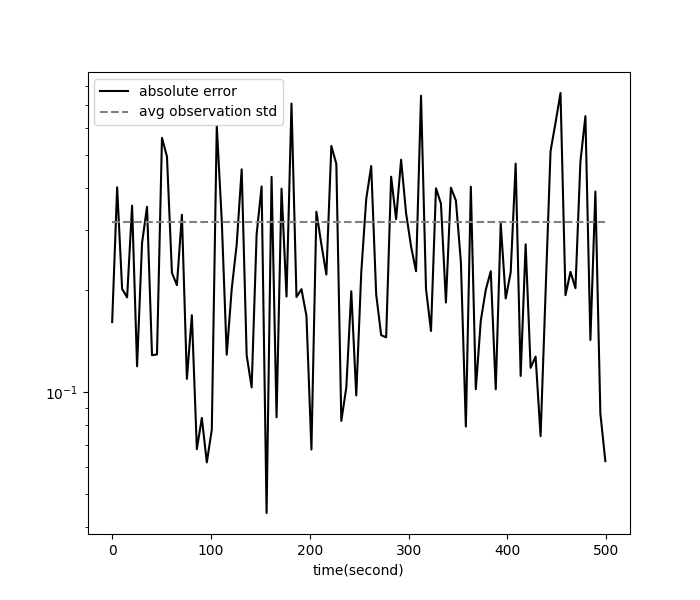 absolute error
avg observation std
10⁻¹
0 100 200 300 400 500
time(second)